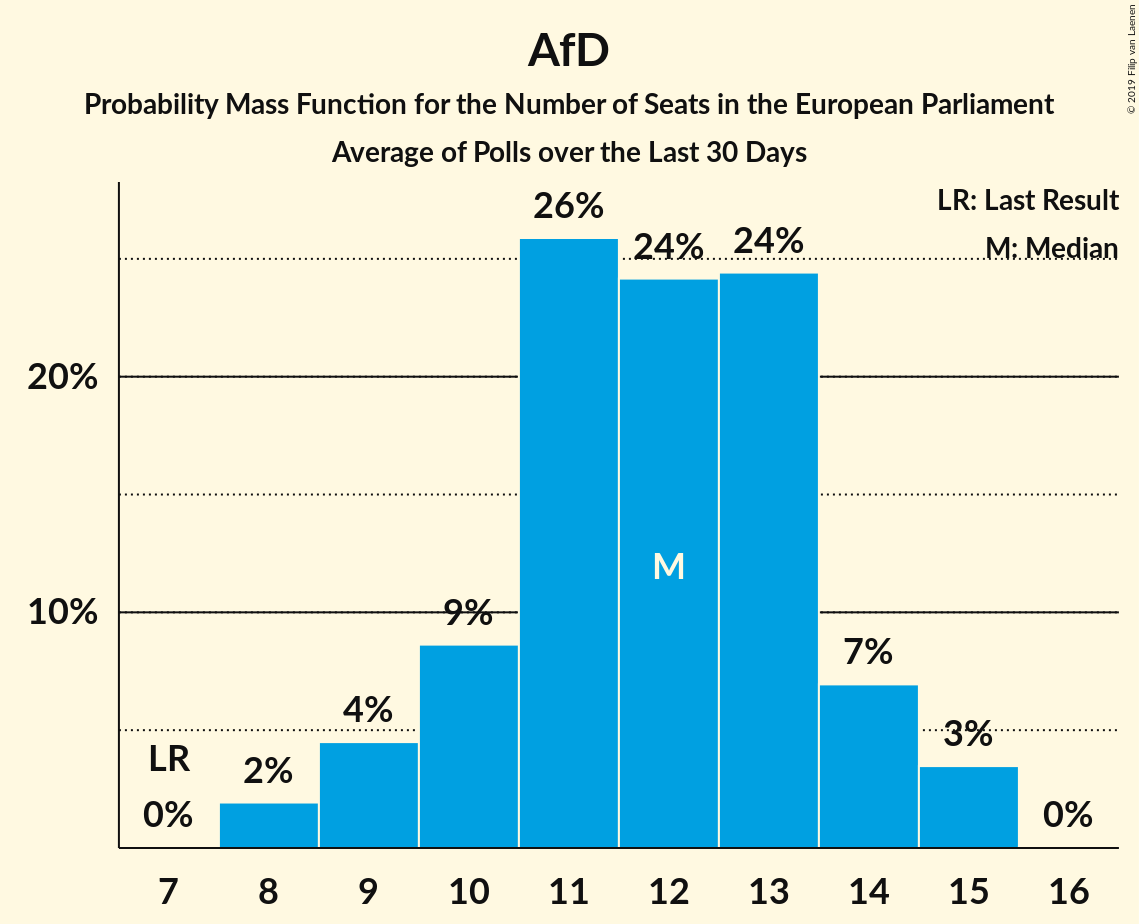 AfD
Probability Mass Function for the Number of Seats in the European Parliament
Average of Polls over the Last 30 Days
© 2019 Filip van Laenen
LR: Last Result
M: Median
26%
24%
24%
20%
M
10%
9%
7%
4%
3%
LR
2%
0%
0%
7 8 9 10 11 12 13 14 15 16